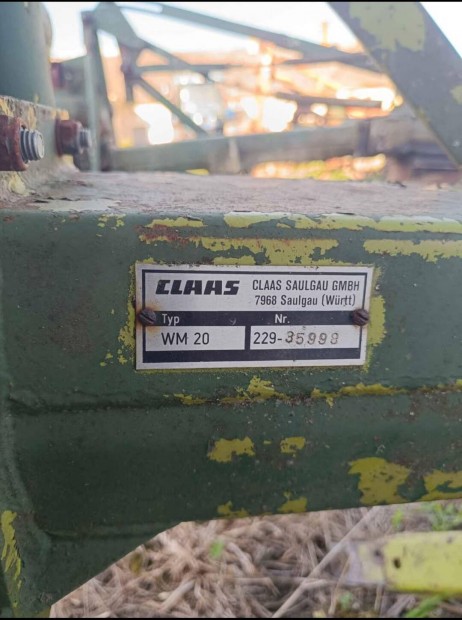 CLAAS CLAAS SAULGAU GMBH
7968 Saulgau (Württ)
Typ Nr.
WM 20 229-35998